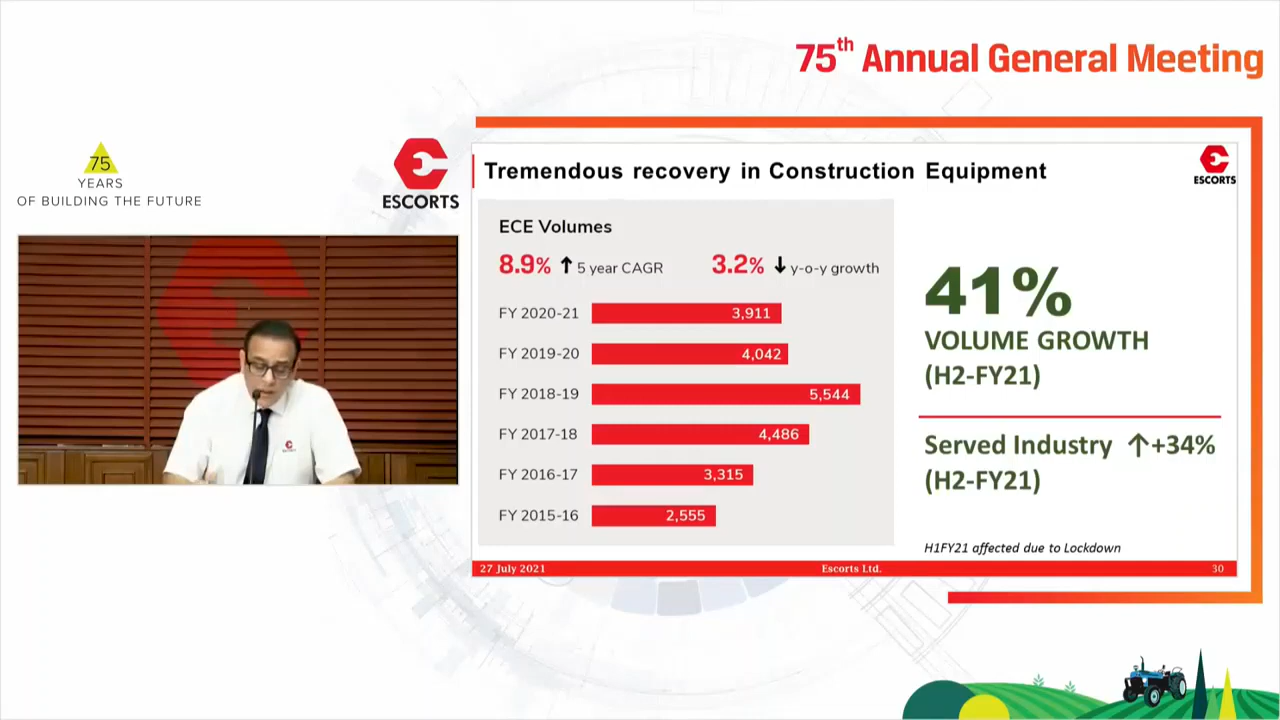 75th Annual General Meeting
75
YEARS
OF BUILDING THE FUTURE
ESCORTS
Tremendous recovery in Construction Equipment
ESCORTS
ECE Volumes
8.9% ↑ 5 year CAGR
3.2% ↓ y-o-y growth
FY 2020-21 3,911
FY 2019-20 4,042
FY 2018-19 5,544
FY 2017-18 4,486
FY 2016-17 3,315
FY 2015-16 2,555
41%
VOLUME GROWTH
(H2-FY21)
Served Industry ↑+34%
(H2-FY21)
H1FY21 affected due to Lockdown
27 July 2021 Escorts Ltd. 30